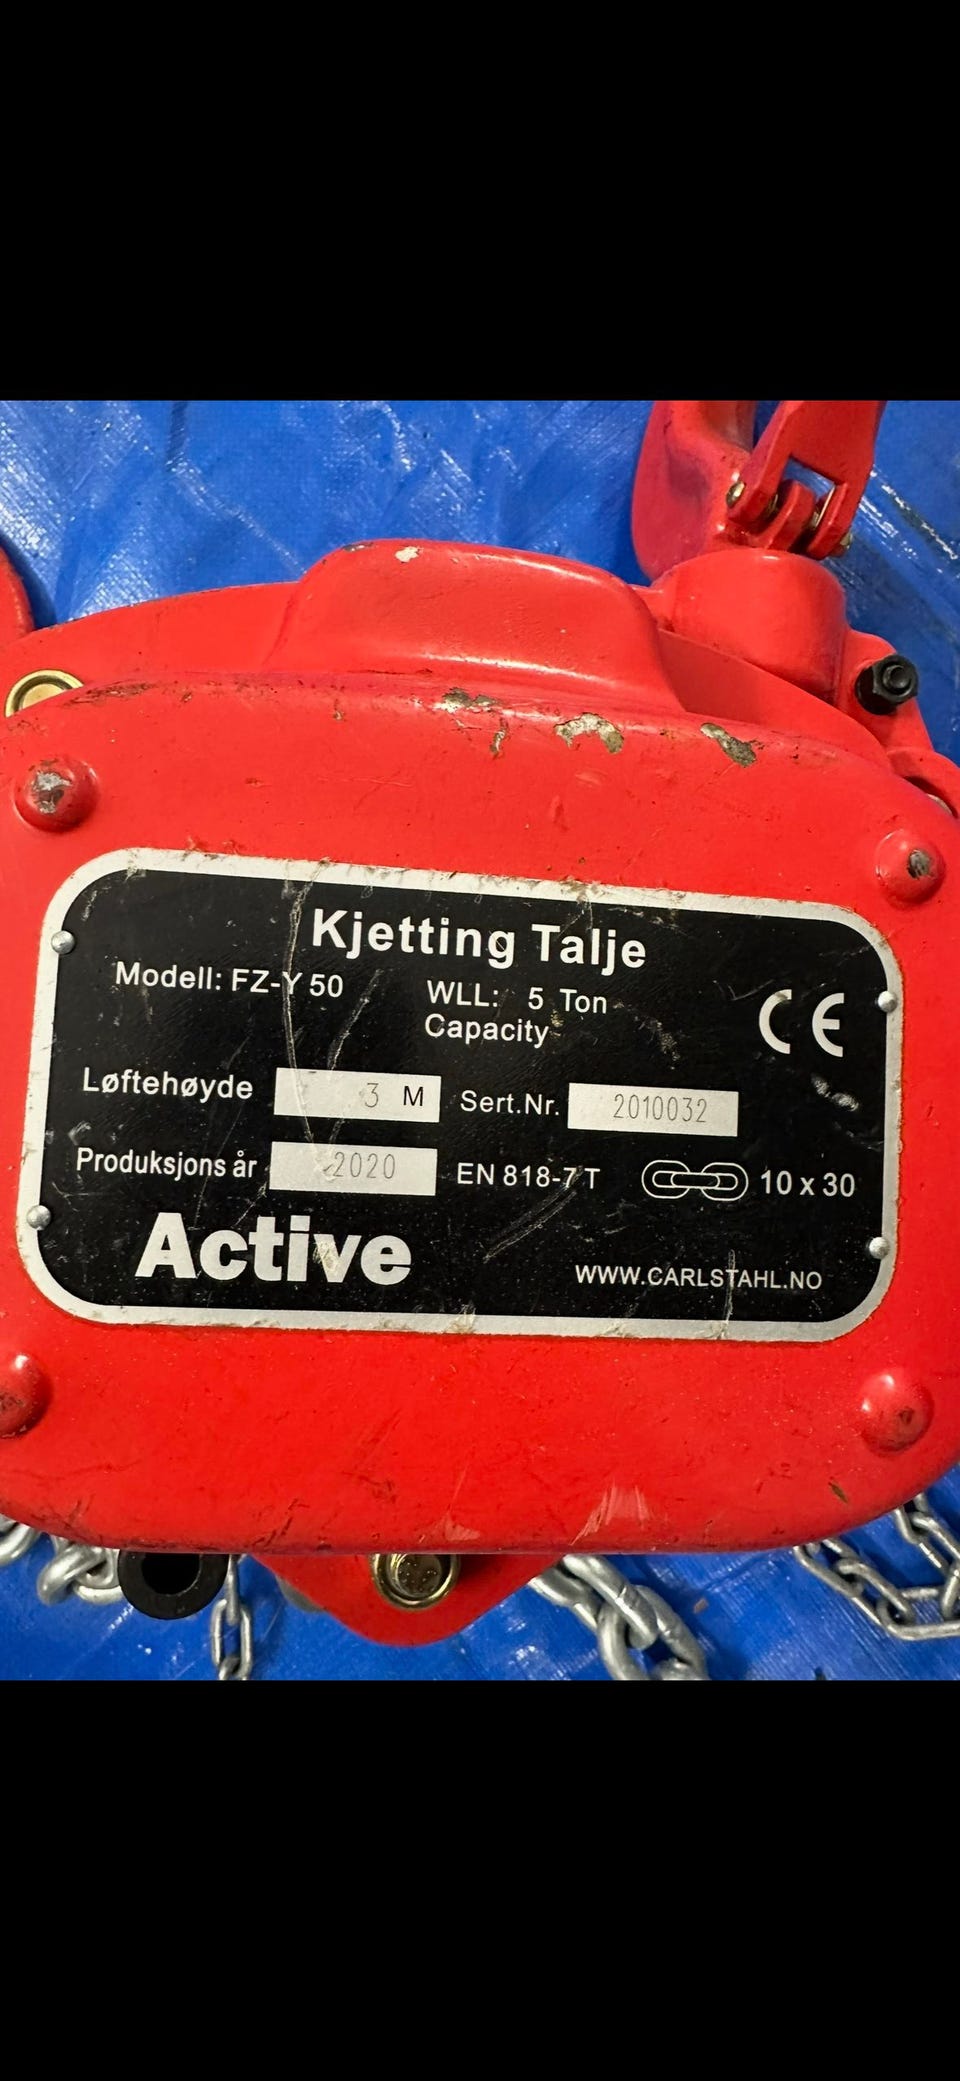 Kjetting Talje
Modell: FZ-Y 50 WLL: 5 Ton
Capacity
CE
Løftehøyde 3 M Sert.Nr. 2010032
Produksjons år 2020 EN 818-7 T 10 x 30
Active
WWW.CARLSTAHL.NO